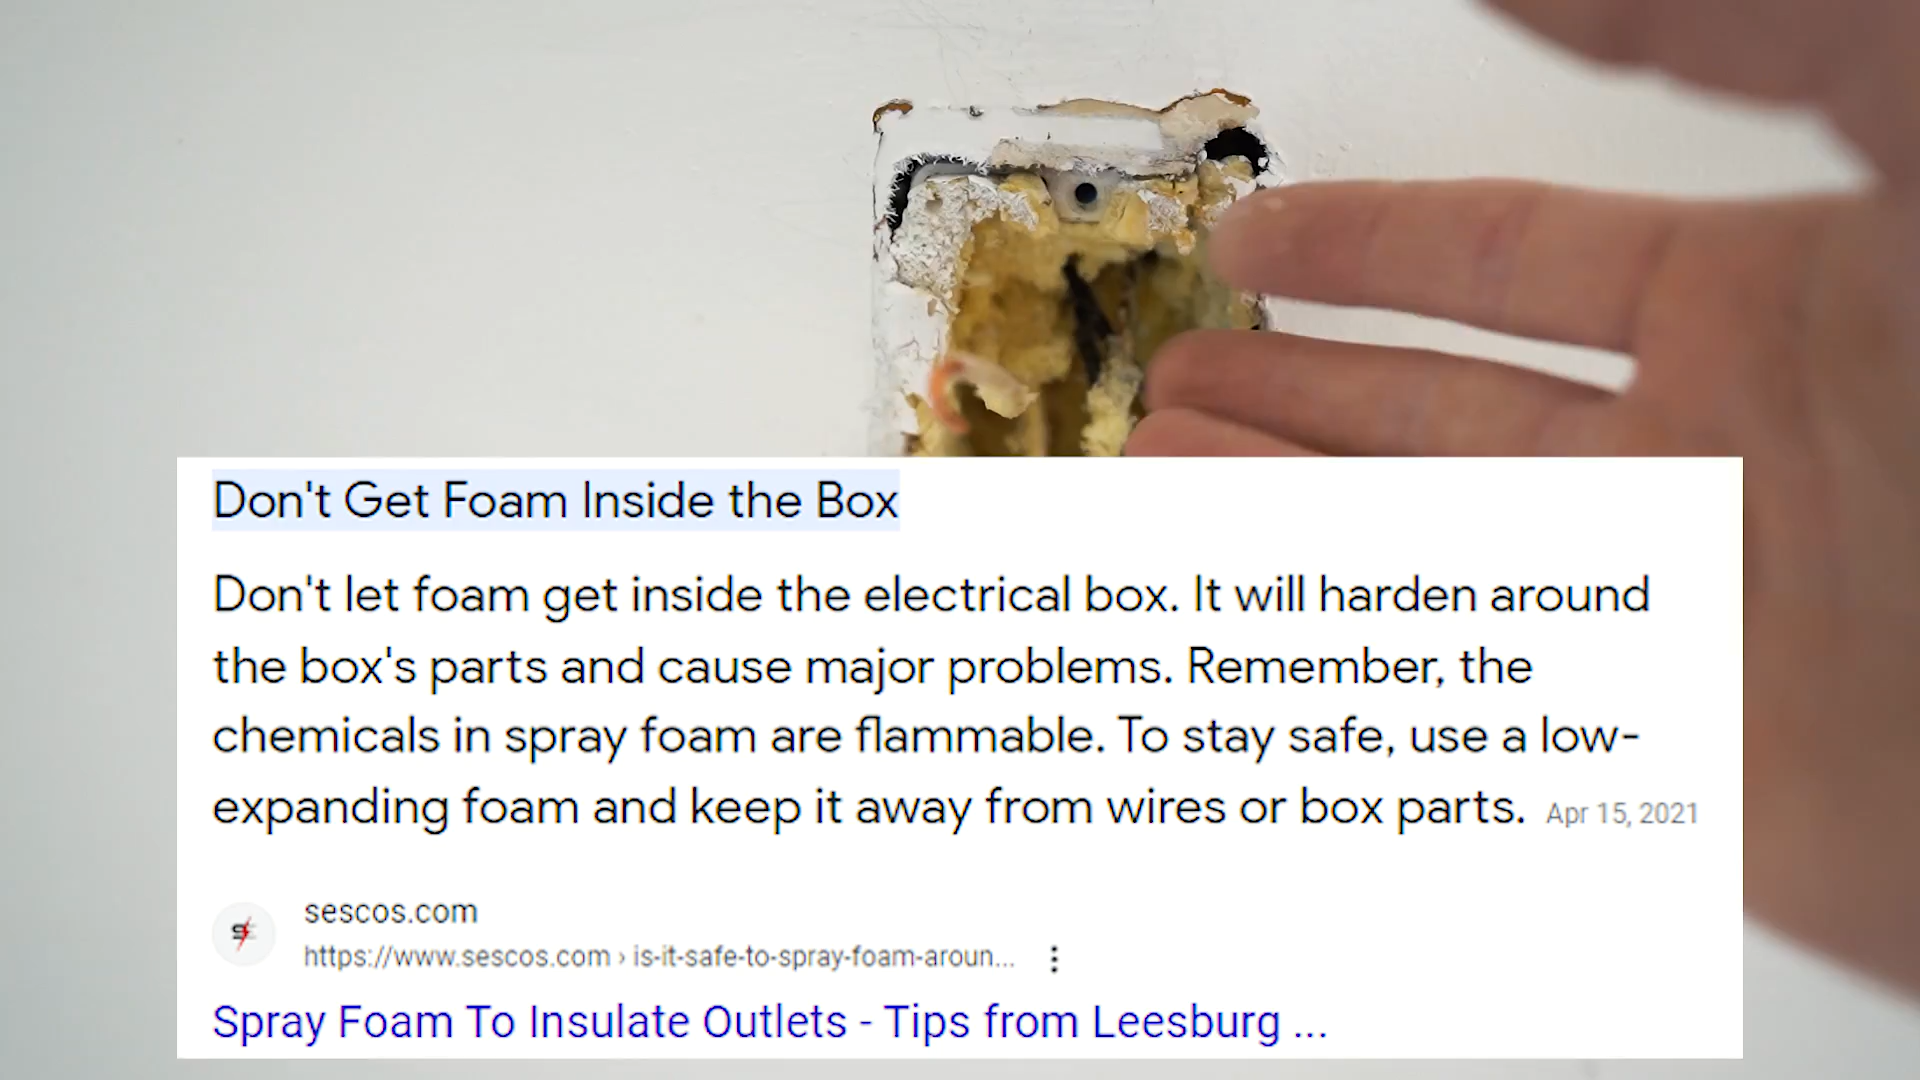 Don't Get Foam Inside the Box
Don't let foam get inside the electrical box. It will harden around
the box's parts and cause major problems. Remember, the
chemicals in spray foam are flammable. To stay safe, use a low-
expanding foam and keep it away from wires or box parts. Apr 15, 2021
sescos.com
https://www.sescos.com › is-it-safe-to-spray-foam-aroun...
Spray Foam To Insulate Outlets - Tips from Leesburg ...